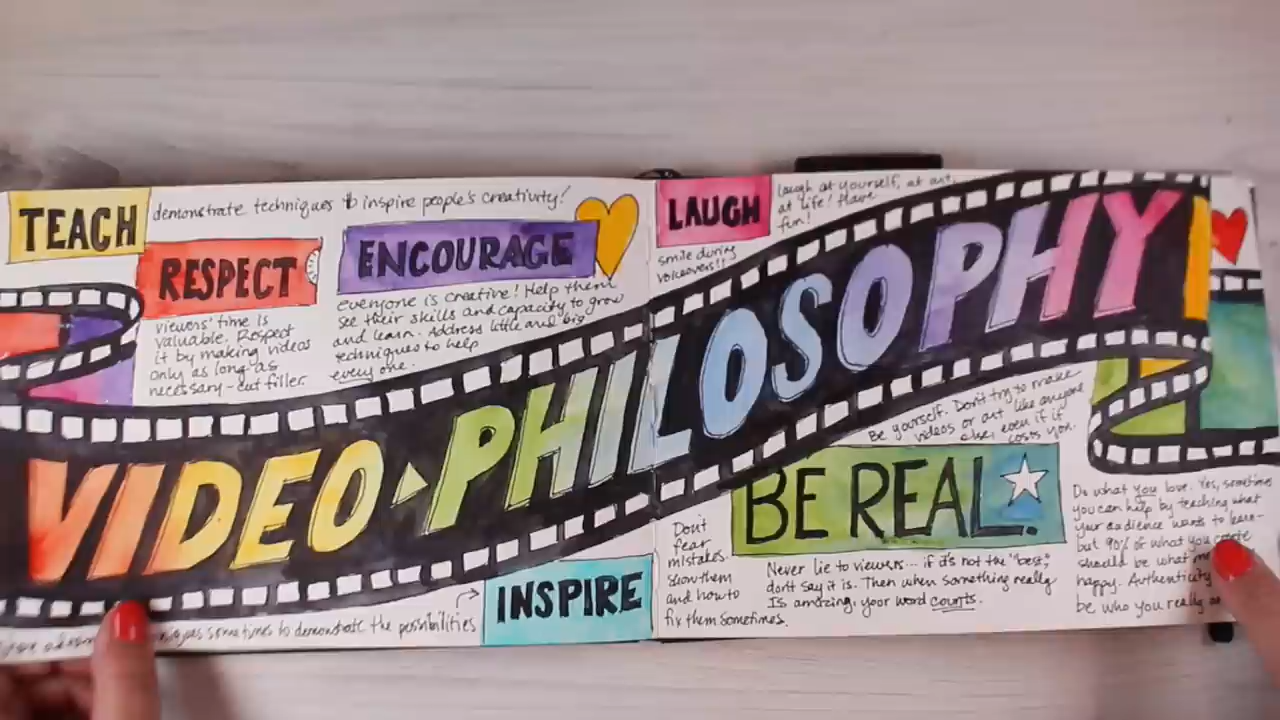 TEACH
demonstrate techniques to inspire people's creativity!
RESPECT
viewers' time is
valuable. Respect
it by making videos
only as long as
necessary - cut filler.
ENCOURAGE
everyone is creative! Help them
see their skills and capacity to grow
and learn. Address little and big
techniques to help
everyone.
LAUGH
laugh at yourself, at art,
at life! Have
fun!
smile during
voiceovers!!
VIDEO PHILOSOPHY
INSPIRE
sometimes to demonstrate the possibilities
Be yourself. Don't try to make
videos or art like anyone
else, even if it
costs you.
BE REAL.
Don't
fear
mistakes.
Show them
and how to
fix them sometimes.
Never lie to viewers... if it's not the "best",
don't say it is. Then when something really
Is amazing, your word counts.
Do what you love. Yes, sometimes
you can help by teaching what
your audience wants to learn-
but 90% of what you create
should be what
happy. Authenticity
be who you really